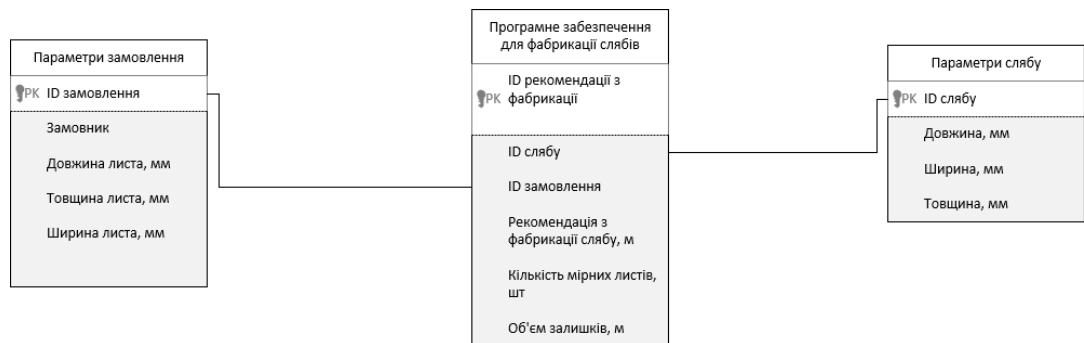 Параметри замовлення
PK ID замовлення
Замовник
Довжина листа, мм
Товщина листа, мм
Ширина листа, мм
Програмне забезпечення
для фабрикації слябів
PK ID рекомендації з
фабрикації
ID слябу
ID замовлення
Рекомендація з
фабрикації слябу, м
Кількість мірних листів,
шт
Об'єм залишків, м
Параметри слябу
PK ID слябу
Довжина, мм
Ширина, мм
Товщина, мм